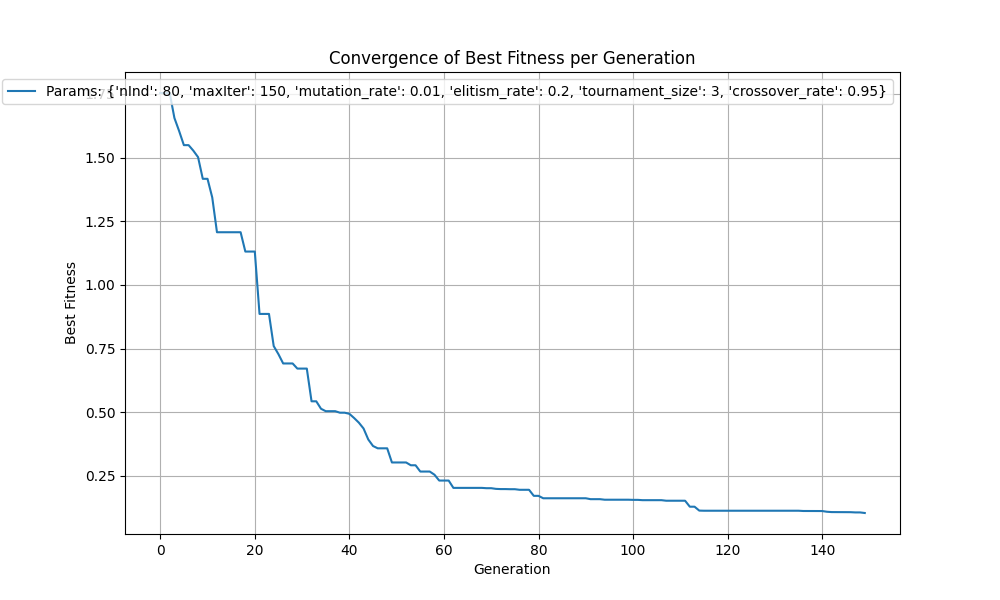 Convergence of Best Fitness per Generation
Params: {'nInd': 80, 'maxIter': 150, 'mutation_rate': 0.01, 'elitism_rate': 0.2, 'tournament_size': 3, 'crossover_rate': 0.95}
1.75
1.50
1.25
1.00
0.75
0.50
0.25
Best Fitness
0 20 40 60 80 100 120 140
Generation